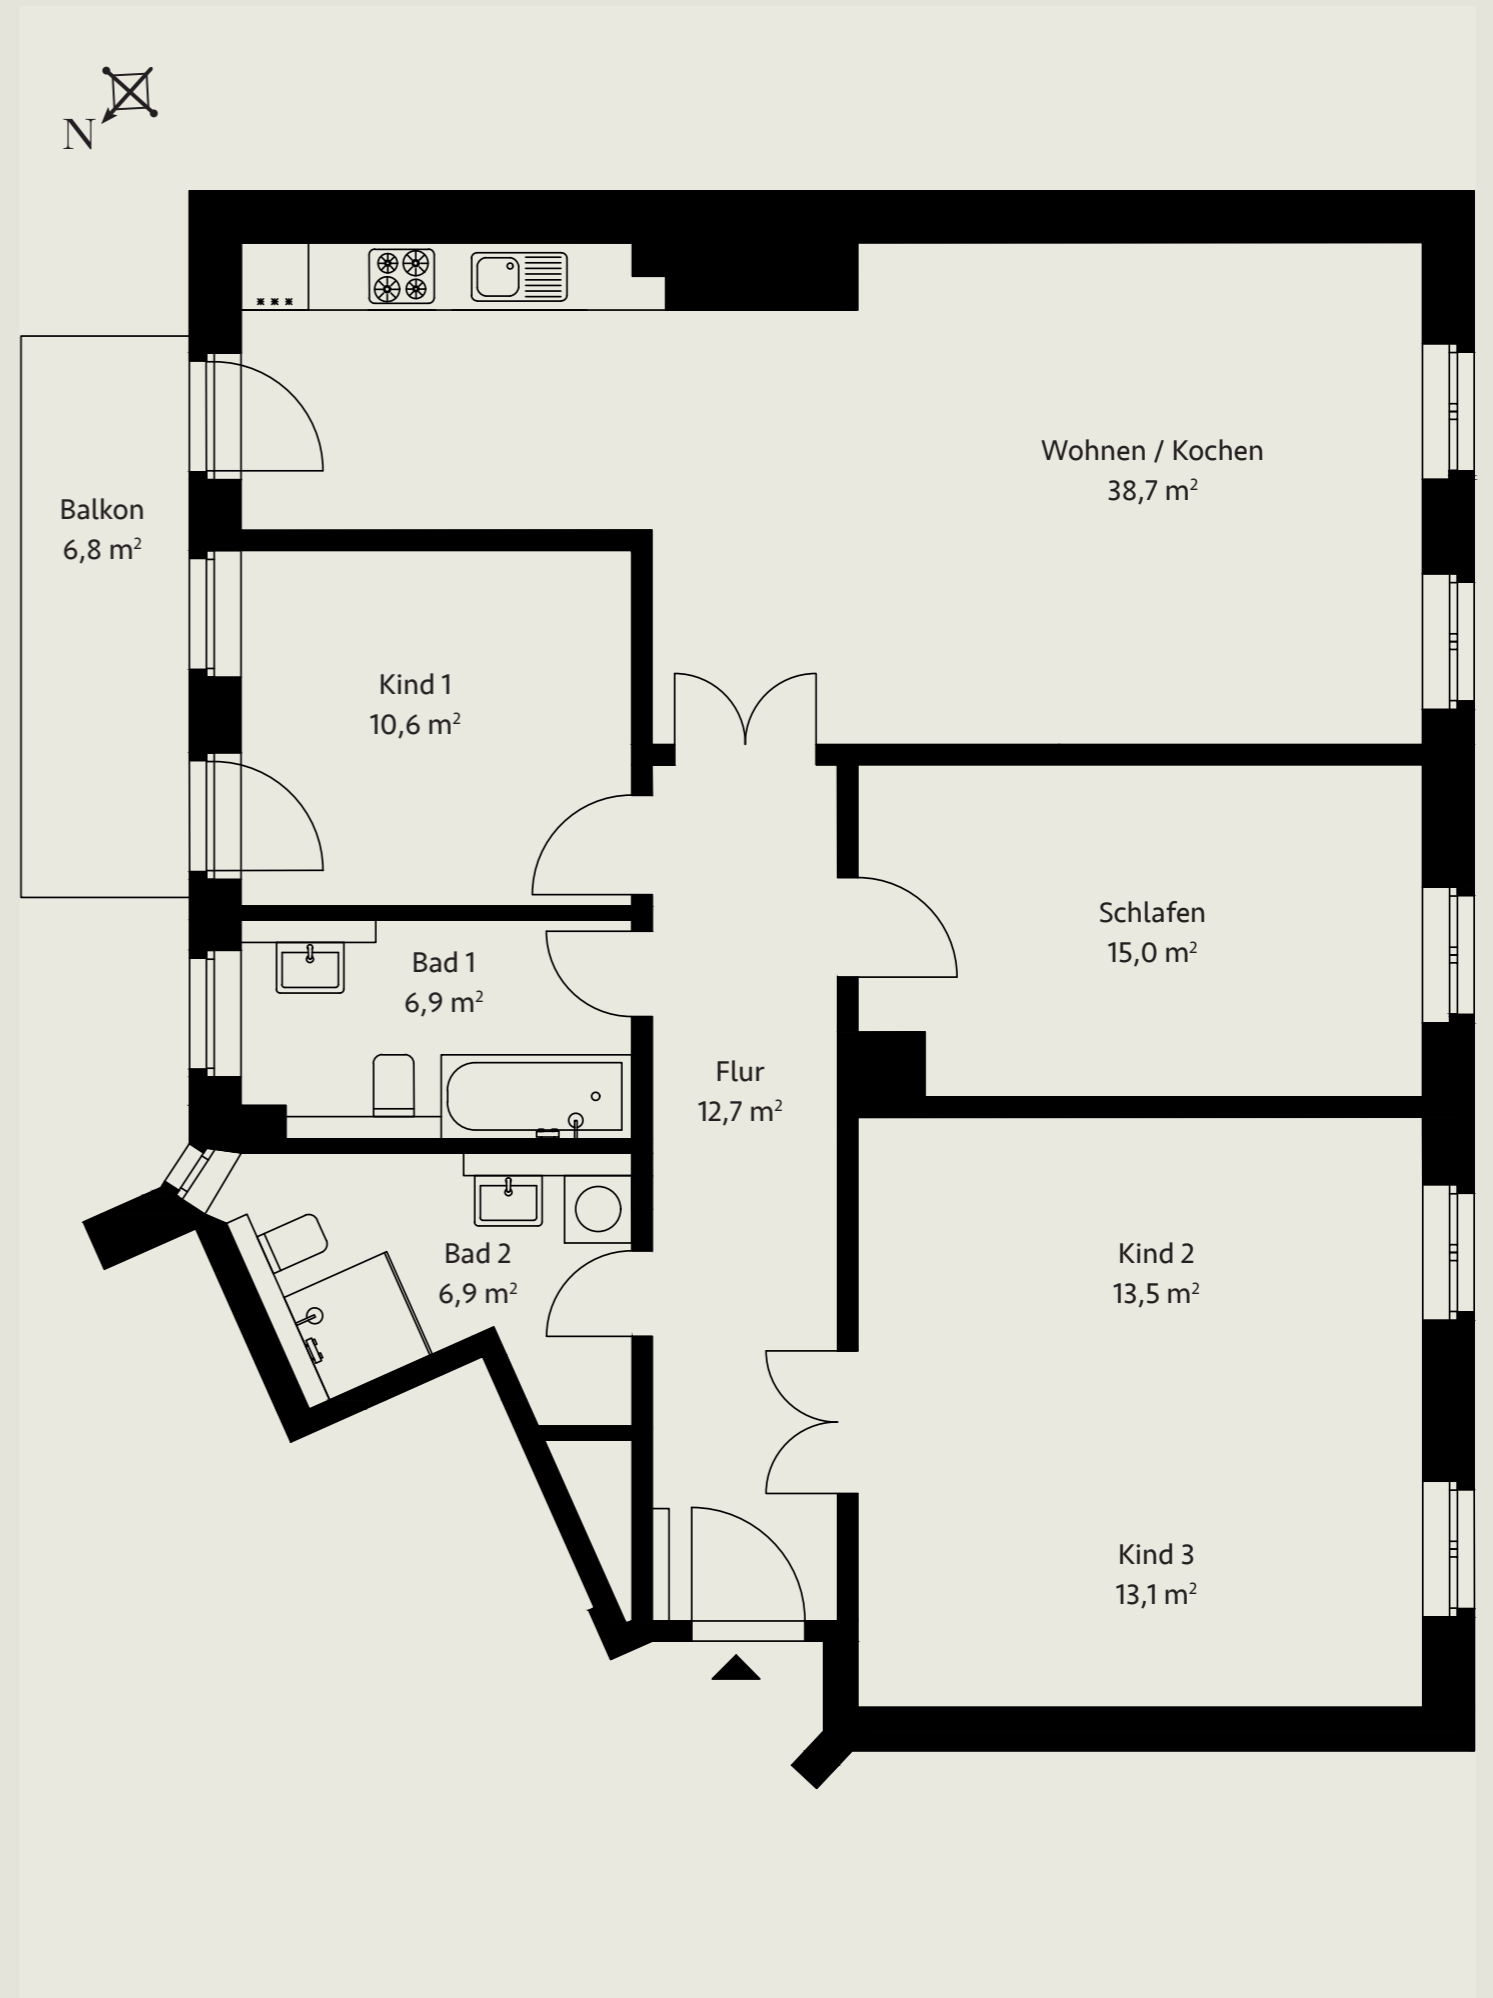 N
Wohnen / Kochen
38,7 m²
Balkon
6,8 m²
Kind 1
10,6 m²
Schlafen
15,0 m²
Bad 1
6,9 m²
Flur
12,7 m²
Bad 2
6,9 m²
Kind 2
13,5 m²
Kind 3
13,1 m²